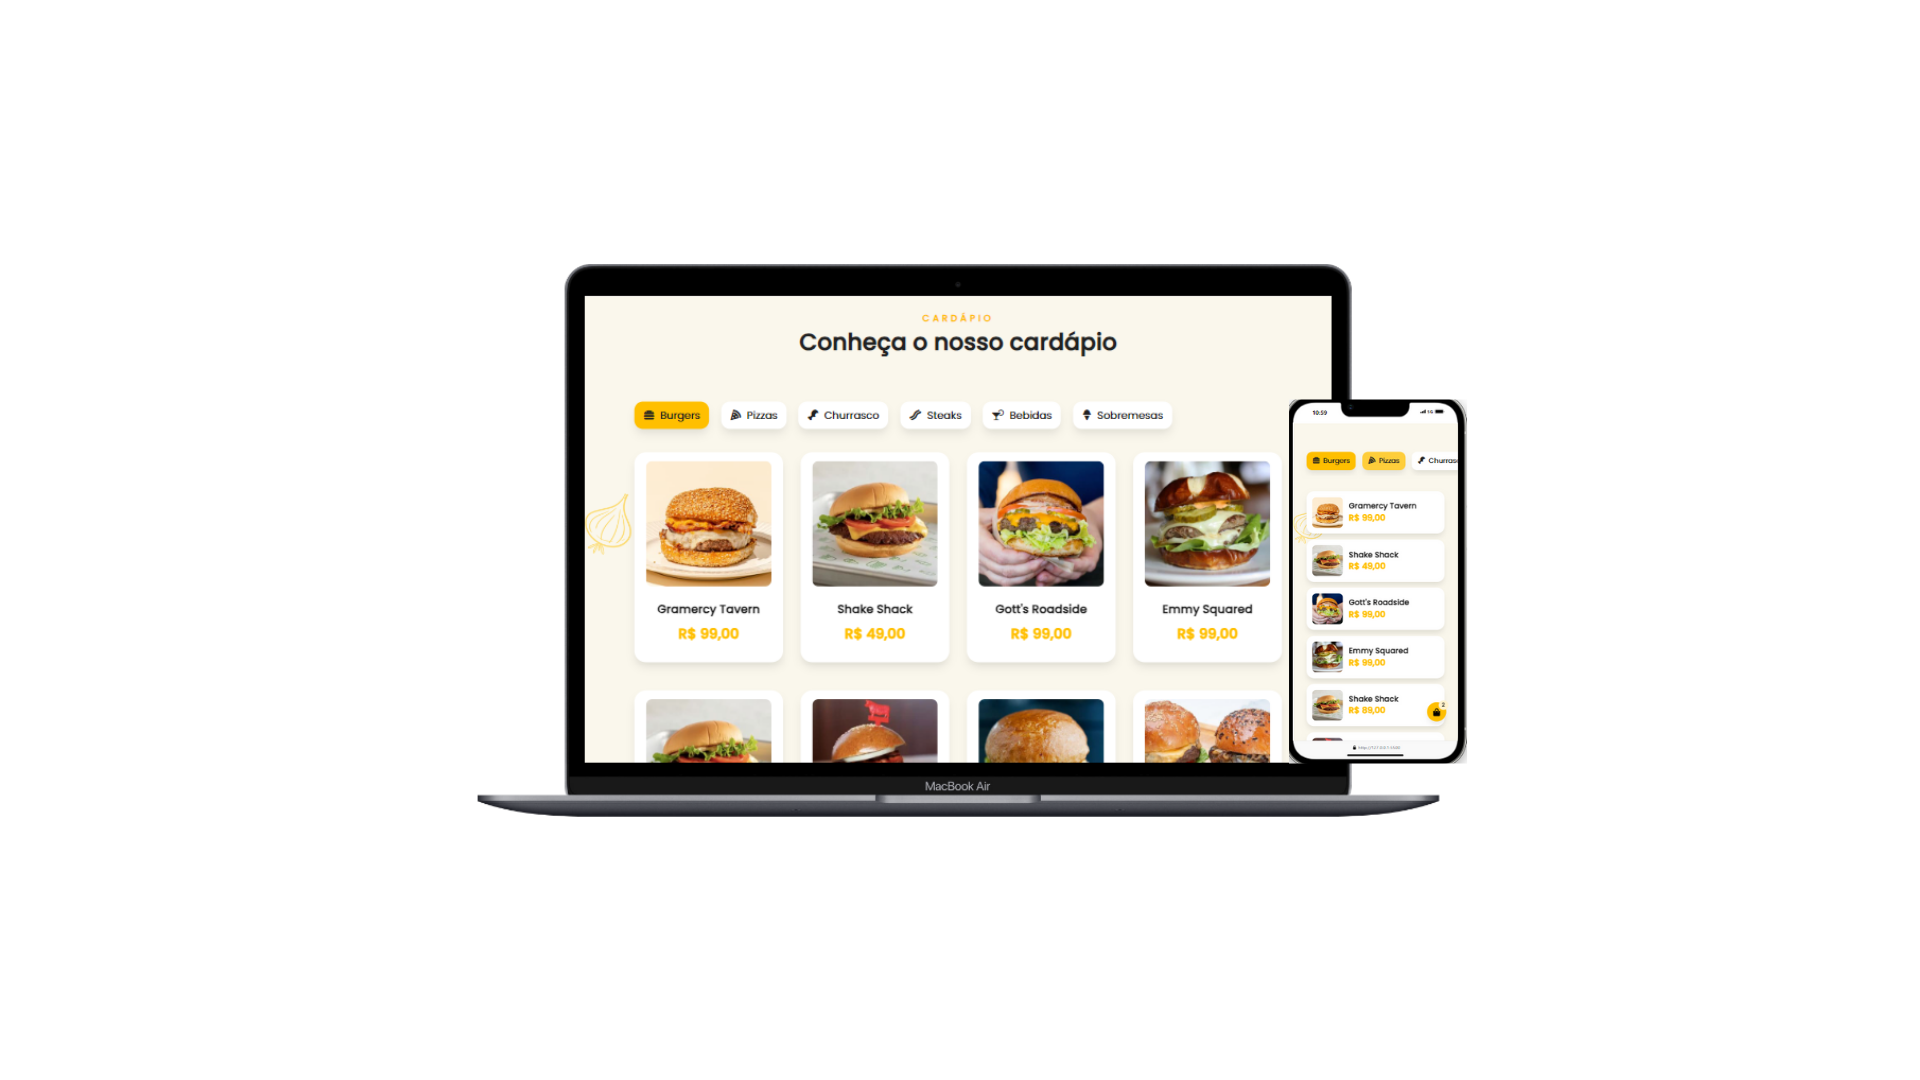 CARDÁPIO
Conheça o nosso cardápio
Burgers
Pizzas
Churrasco
Steaks
Bebidas
Sobremesas
Gramercy Tavern
R$ 99,00
Shake Shack
R$ 49,00
Gott's Roadside
R$ 99,00
Emmy Squared
R$ 99,00
MacBook Air
10:59
Burgers
Pizzas
Churras
Gramercy Tavern
R$ 99,00
Shake Shack
R$ 49,00
Gott's Roadside
R$ 99,00
Emmy Squared
R$ 99,00
Shake Shack
R$ 89,00
2